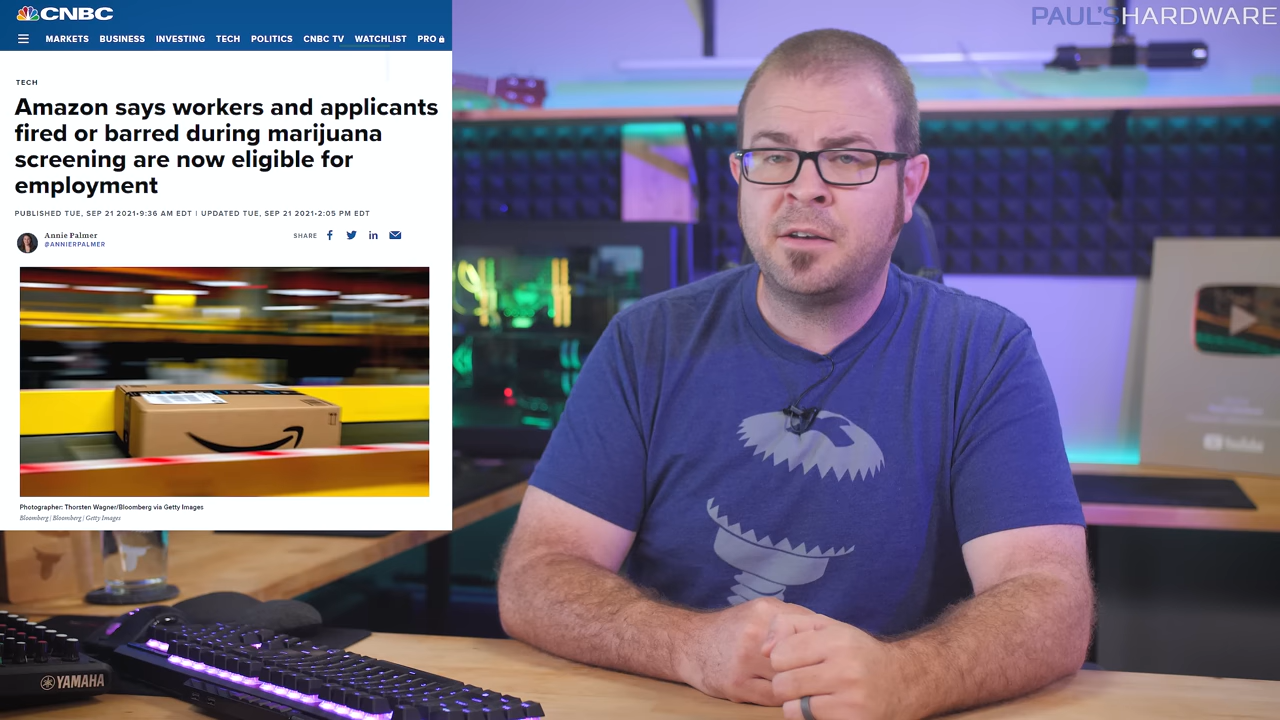 CNBC
PAUL'SHARDWARE
MARKETS BUSINESS INVESTING TECH POLITICS CNBC TV WATCHLIST PRO
TECH
Amazon says workers and applicants
fired or barred during marijuana
screening are now eligible for
employment
PUBLISHED TUE, SEP 21 2021•9:36 AM EDT | UPDATED TUE, SEP 21 2021•2:05 PM EDT
Annie Palmer
@ANNIERPALMER
SHARE
Photographer: Thorsten Wagner/Bloomberg via Getty Images
Bloomberg | Bloomberg | Getty Images
YAMAHA
YouTube